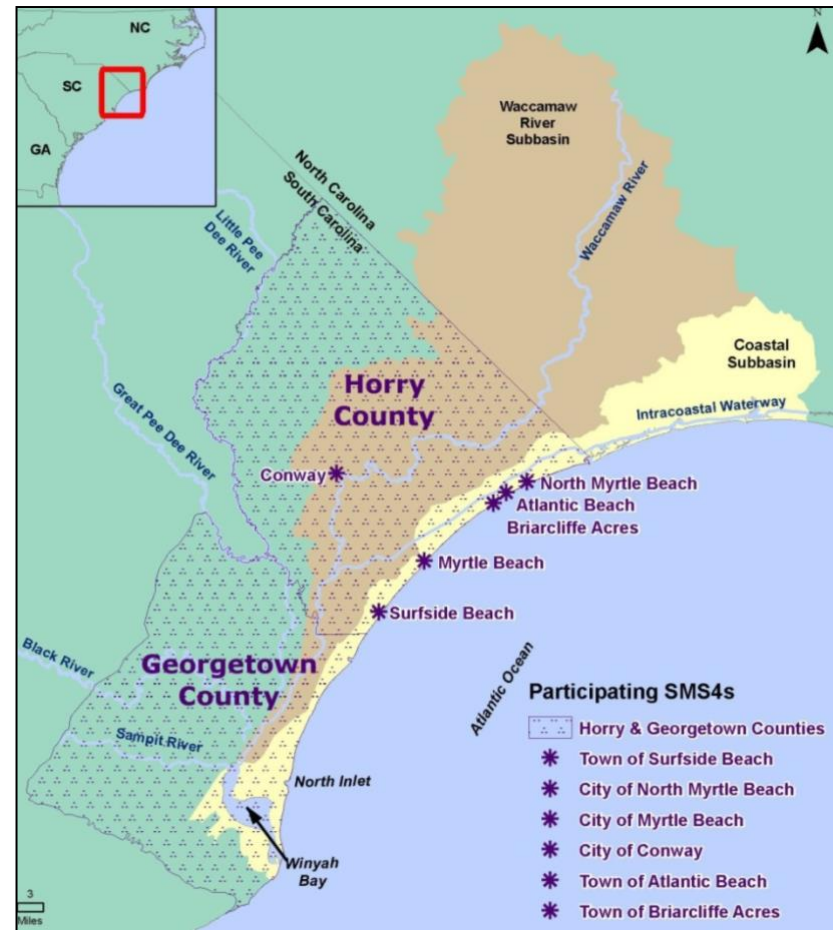 NC
SC
GA
N
Waccamaw
River
Subbasin
North Carolina
South Carolina
Little Pee
Dee River
Waccamaw River
Great Pee Dee River
Horry
County
Coastal
Subbasin
Intracoastal Waterway
Conway
North Myrtle Beach
Atlantic Beach
Briarcliffe Acres
Myrtle Beach
Surfside Beach
Black River
Georgetown
County
Sampit River
Atlantic Ocean
North Inlet
Winyah
Bay
Participating SMS4s
Horry & Georgetown Counties
Town of Surfside Beach
City of North Myrtle Beach
City of Myrtle Beach
City of Conway
Town of Atlantic Beach
Town of Briarcliffe Acres
3
Miles